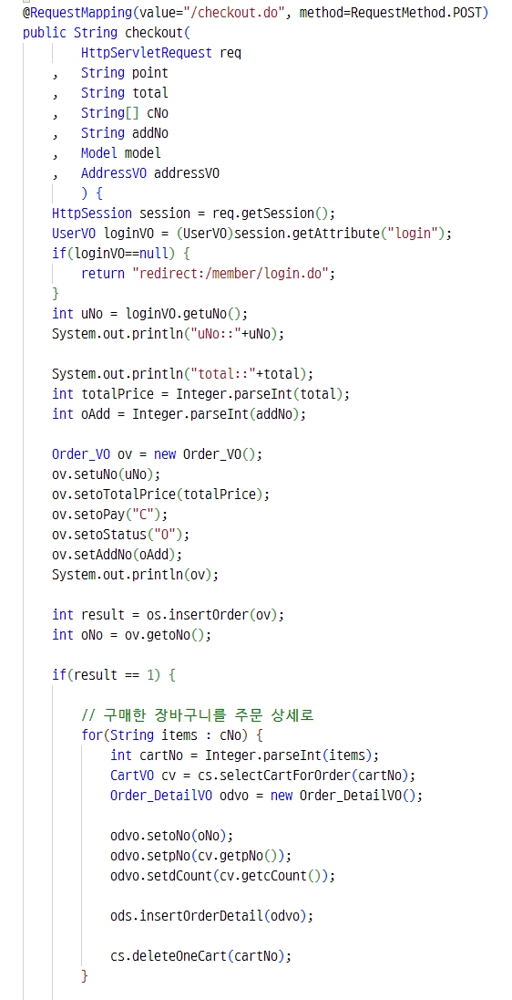 @RequestMapping(value="/checkout.do", method=RequestMethod.POST)
public String checkout(
HttpServletRequest req
, String point
, String total
, String[] cNo
, String addNo
, Model model
, AddressVO addressVO
) {
HttpSession session = req.getSession();
UserVO loginVO = (UserVO)session.getAttribute("login");
if(loginVO==null) {
return "redirect:/member/login.do";
}
int uNo = loginVO.getuNo();
System.out.println("uNo::"+uNo);
System.out.println("total::"+total);
int totalPrice = Integer.parseInt(total);
int oAdd = Integer.parseInt(addNo);
Order_VO ov = new Order_VO();
ov.setuNo(uNo);
ov.setoTotalPrice(totalPrice);
ov.setoPay("C");
ov.setoStatus("O");
ov.setAddNo(oAdd);
System.out.println(ov);
int result = os.insertOrder(ov);
int oNo = ov.getoNo();
if(result == 1) {
// 구매한 장바구니를 주문 상세로
for(String items : cNo) {
int cartNo = Integer.parseInt(items);
CartVO cv = cs.selectCartForOrder(cartNo);
Order_DetailVO odvo = new Order_DetailVO();
odvo.setoNo(oNo);
odvo.setpNo(cv.getpNo());
odvo.setdCount(cv.getcCount());
ods.insertOrderDetail(odvo);
cs.deleteOneCart(cartNo);
}